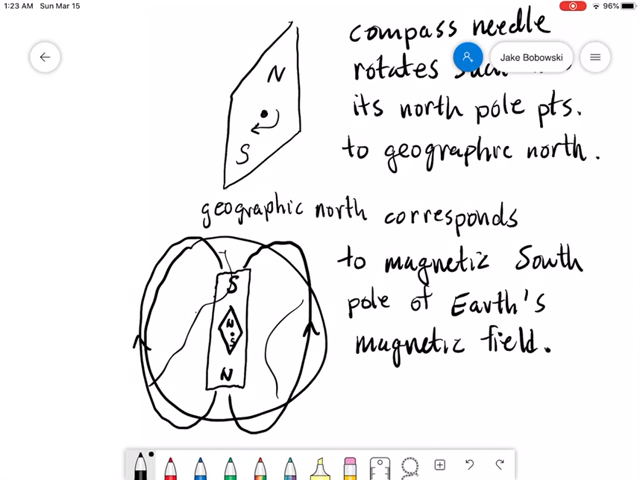 1:23 AM Sun Mar 15
96%
Jake Bobowski
compass needle
rotates such
its north pole pts.
to geographic north.
N
S
geographic north corresponds
to magnetic South
pole of Earth's
magnetic field.
S
N
S
N